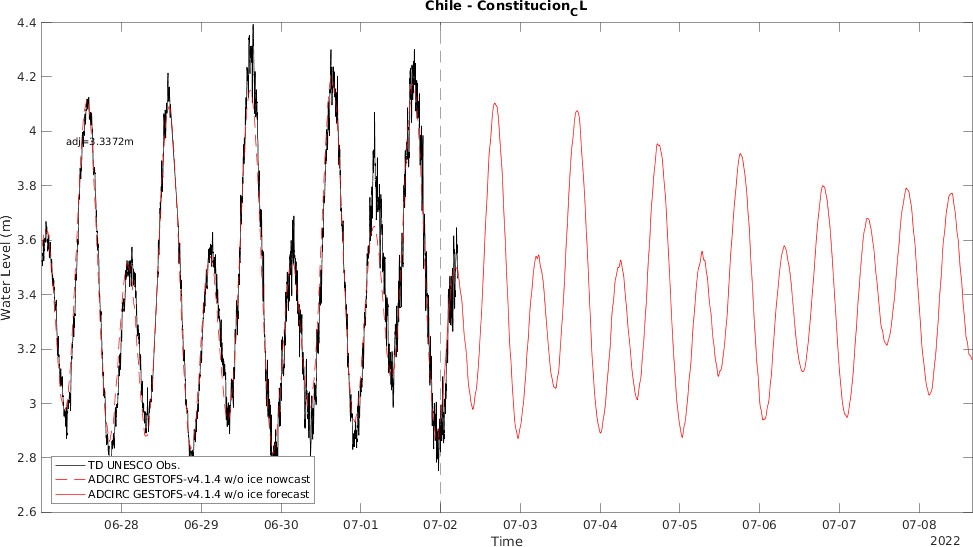 Chile - Constitucion_CL
4.4
4.2
4
3.8
3.6
3.4
3.2
3
2.8
2.6
Water Level (m)
adj=3.3372m
TD UNESCO Obs.
ADCIRC GESTOFS-v4.1.4 w/o ice nowcast
ADCIRC GESTOFS-v4.1.4 w/o ice forecast
06-28 06-29 06-30 07-01 07-02 07-03 07-04 07-05 07-06 07-07 07-08
Time
2022